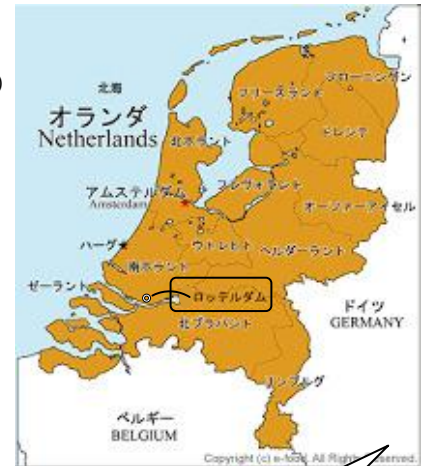 北海
オランダ
Netherlands
フローニンゲン
フリースラント
ドレンテ
北ホラント
アムステルダム
Amsterdam
フレヴォラント
オーファーアイセル
ハーグ
ユトレヒト
ヘルダーラント
南ホラント
ゼーラント
ロッテルダム
ドイツ
GERMANY
北ブラバント
リンブルグ
ベルギー
BELGIUM
Copyright (c) e-food. All Rights Reserved.